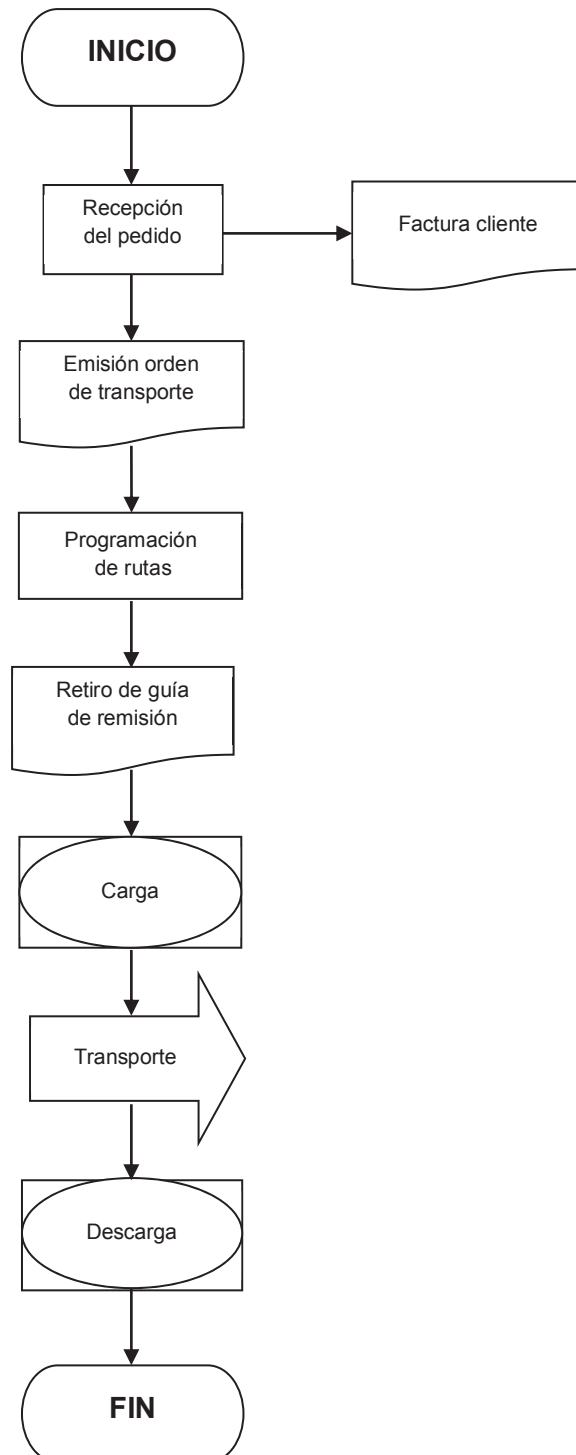 INICIO
Recepción
del pedido
Factura cliente
Emisión orden
de transporte
Programación
de rutas
Retiro de guía
de remisión
Carga
Transporte
Descarga
FIN